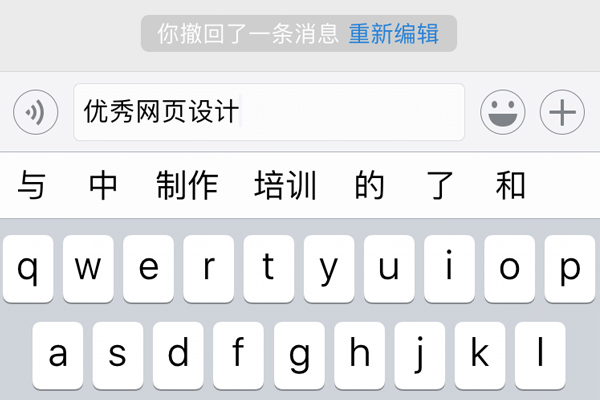 你撤回了一条消息 重新编辑
优秀网页设计
与 中 制作 培训 的 了 和
q w e r t y u i o p
a s d f g h j k l